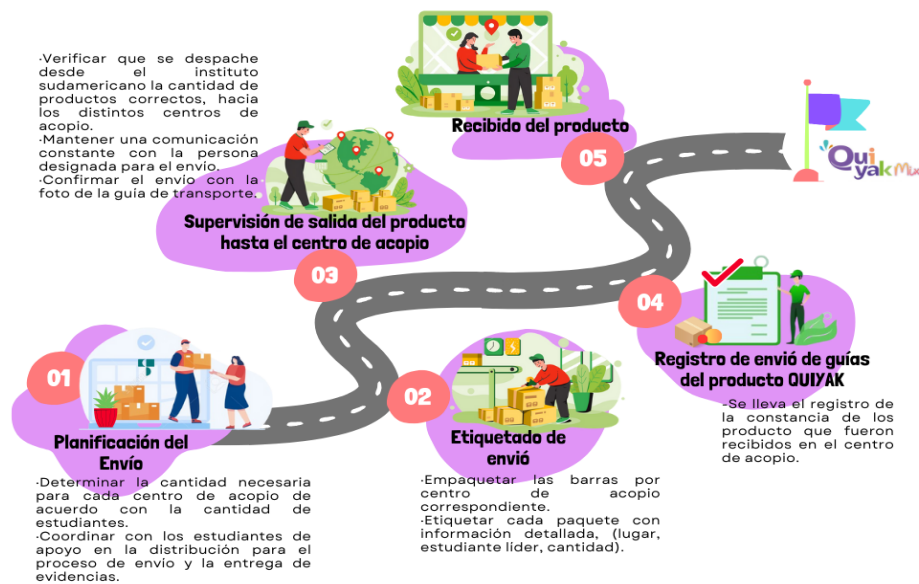 ·Verificar que se despache
desde el instituto
sudamericano la cantidad de
productos correctos, hacia
los distintos centros de
acopio.
·Mantener una comunicación
constante con la persona
designada para el envío.
·Confirmar el envío con la
foto de la guia de transporte.
Recibido del producto
05
Qui
yak Mix
Supervisión de salida del producto
hasta el centro de acopio
03
04
Registro de envió de guías
del producto QUIYAK
-Se lleva el registro de
la constancia de los
producto que fueron
recibidos en el centro
de acopio.
01
Planificación del
Envío
·Determinar la cantidad necesaria
para cada centro de acopio de
acuerdo con la cantidad de
estudiantes.
·Coordinar con los estudiantes de
apoyo en la distribución para el
proceso de envío y la entrega de
evidencias.
02
Etiquetado de
envió
·Empaquetar las barras por
centro de acopio
correspondiente.
·Etiquetar cada paquete con
información detallada, (lugar,
estudiante líder, cantidad).